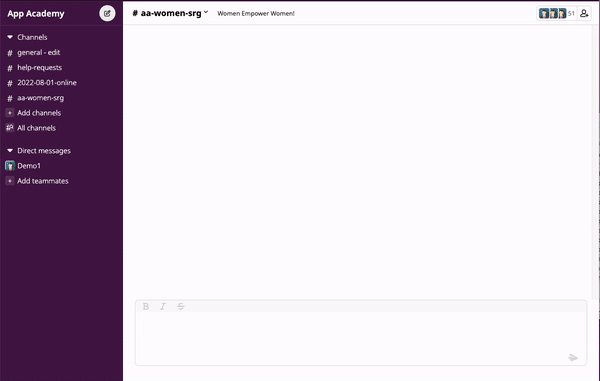 App Academy
Channels
# general - edit
# help-requests
# 2022-08-01-online
# aa-women-srg
+ Add channels
All channels
Direct messages
Demo1
+ Add teammates
# aa-women-srg
Women Empower Women!
51
B I S